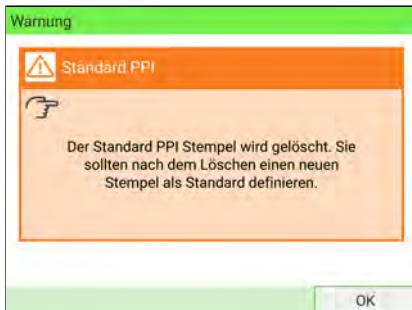 Warnung
Standard PPI
Der Standard PPI Stempel wird gelöscht. Sie
sollten nach dem Löschen einen neuen
Stempel als Standard definieren.
OK